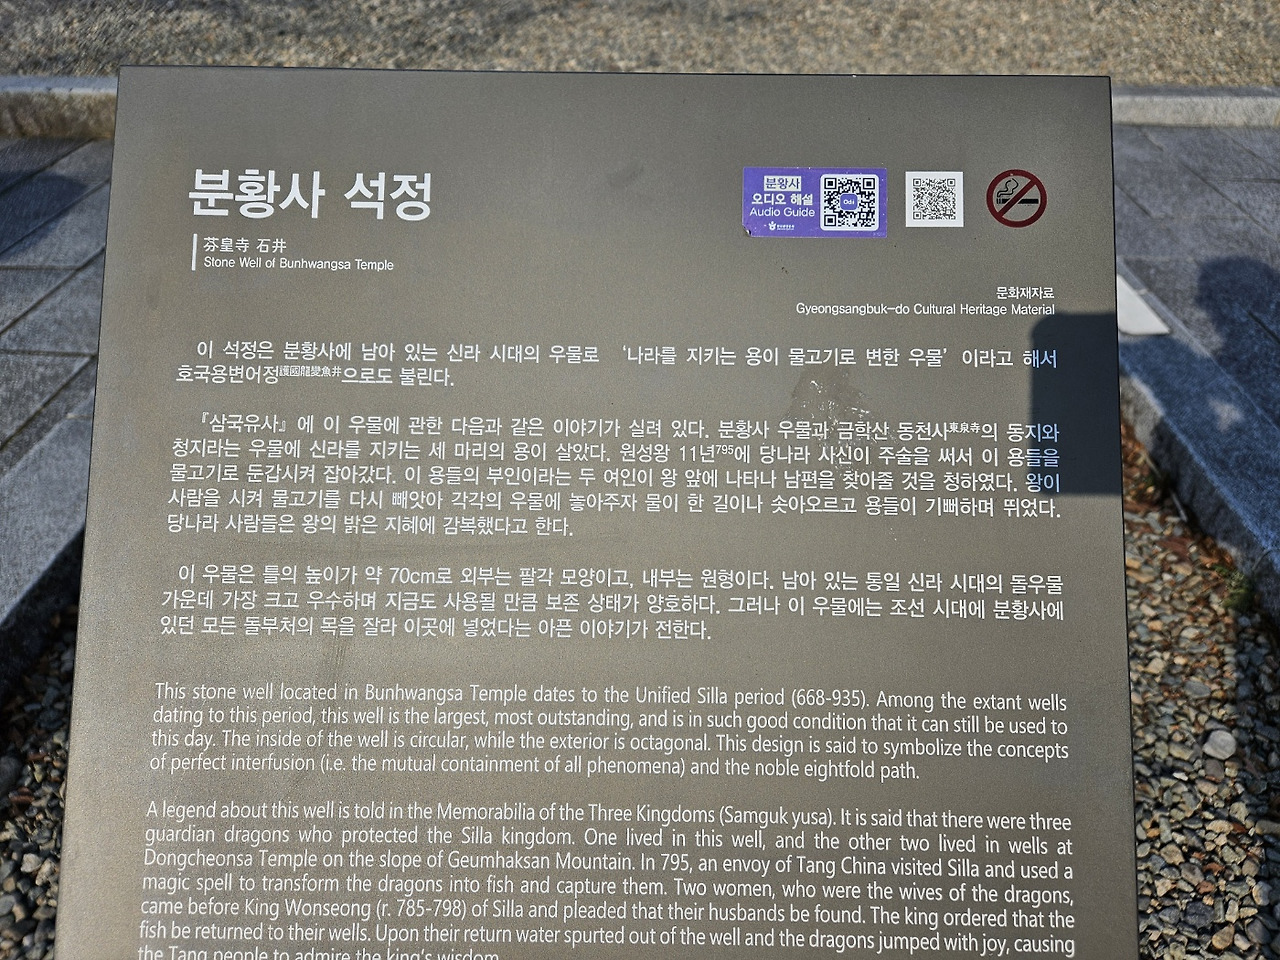 분황사 석정
芬皇寺 石井
Stone Well of Bunhwangsa Temple
분황사
오디오 해설
Audio Guide
Odii
문화재자료
Gyeongsangbuk-do Cultural Heritage Material
이 석정은 분황사에 남아 있는 신라 시대의 우물로 ‘나라를 지키는 용이 물고기로 변한 우물’ 이라고 해서
호국용변어정護國龍變魚井으로도 불린다.
『삼국유사』에 이 우물에 관한 다음과 같은 이야기가 실려 있다. 분황사 우물과 금학산 동천사東泉寺의 동지와
청지라는 우물에 신라를 지키는 세 마리의 용이 살았다. 원성왕 11년795에 당나라 사신이 주술을 써서 이 용들을
물고기로 둔갑시켜 잡아갔다. 이 용들의 부인이라는 두 여인이 왕 앞에 나타나 남편을 찾아줄 것을 청하였다. 왕이
사람을 시켜 물고기를 다시 빼앗아 각각의 우물에 놓아주자 물이 한 길이나 솟아오르고 용들이 기뻐하며 뛰었다.
당나라 사람들은 왕의 밝은 지혜에 감복했다고 한다.
이 우물은 틀의 높이가 약 70cm로 외부는 팔각 모양이고, 내부는 원형이다. 남아 있는 통일 신라 시대의 돌우물
가운데 가장 크고 우수하며 지금도 사용될 만큼 보존 상태가 양호하다. 그러나 이 우물에는 조선 시대에 분황사에
있던 모든 돌부처의 목을 잘라 이곳에 넣었다는 아픈 이야기가 전한다.
This stone well located in Bunhwangsa Temple dates to the Unified Silla period (668-935). Among the extant wells
dating to this period, this well is the largest, most outstanding, and is in such good condition that it can still be used to
this day. The inside of the well is circular, while the exterior is octagonal. This design is said to symbolize the concepts
of perfect interfusion (i.e. the mutual containment of all phenomena) and the noble eightfold path.
A legend about this well is told in the Memorabilia of the Three Kingdoms (Samguk yusa). It is said that there were three
guardian dragons who protected the Silla kingdom. One lived in this well, and the other two lived in wells at
Dongcheonsa Temple on the slope of Geumhaksan Mountain. In 795, an envoy of Tang China visited Silla and used a
magic spell to transform the dragons into fish and capture them. Two women, who were the wives of the dragons,
came before King Wonseong (r. 785-798) of Silla and pleaded that their husbands be found. The king ordered that the
fish be returned to their wells. Upon their return water spurted out of the well and the dragons jumped with joy, causing
the Tang people to admire the king's wisdom.